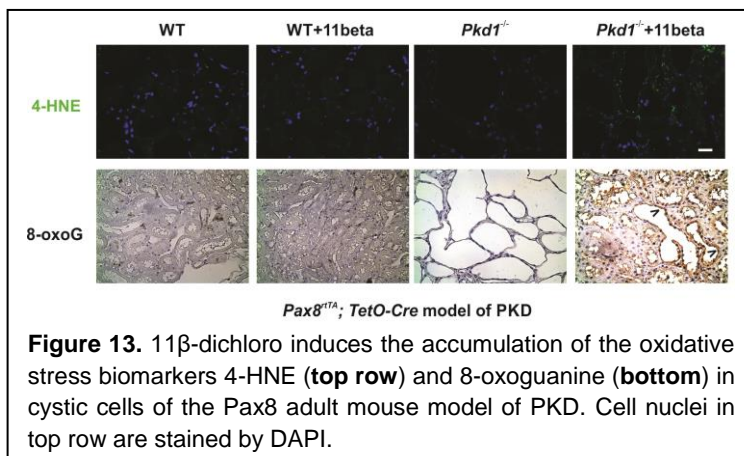 WT WT+11beta Pkd1-/- Pkd1-/-+11beta
4-HNE
8-oxoG
Pax8rtTA; TetO-Cre model of PKD
Figure 13. 11β-dichloro induces the accumulation of the oxidative
stress biomarkers 4-HNE (top row) and 8-oxoguanine (bottom) in
cystic cells of the Pax8 adult mouse model of PKD. Cell nuclei in
top row are stained by DAPI.